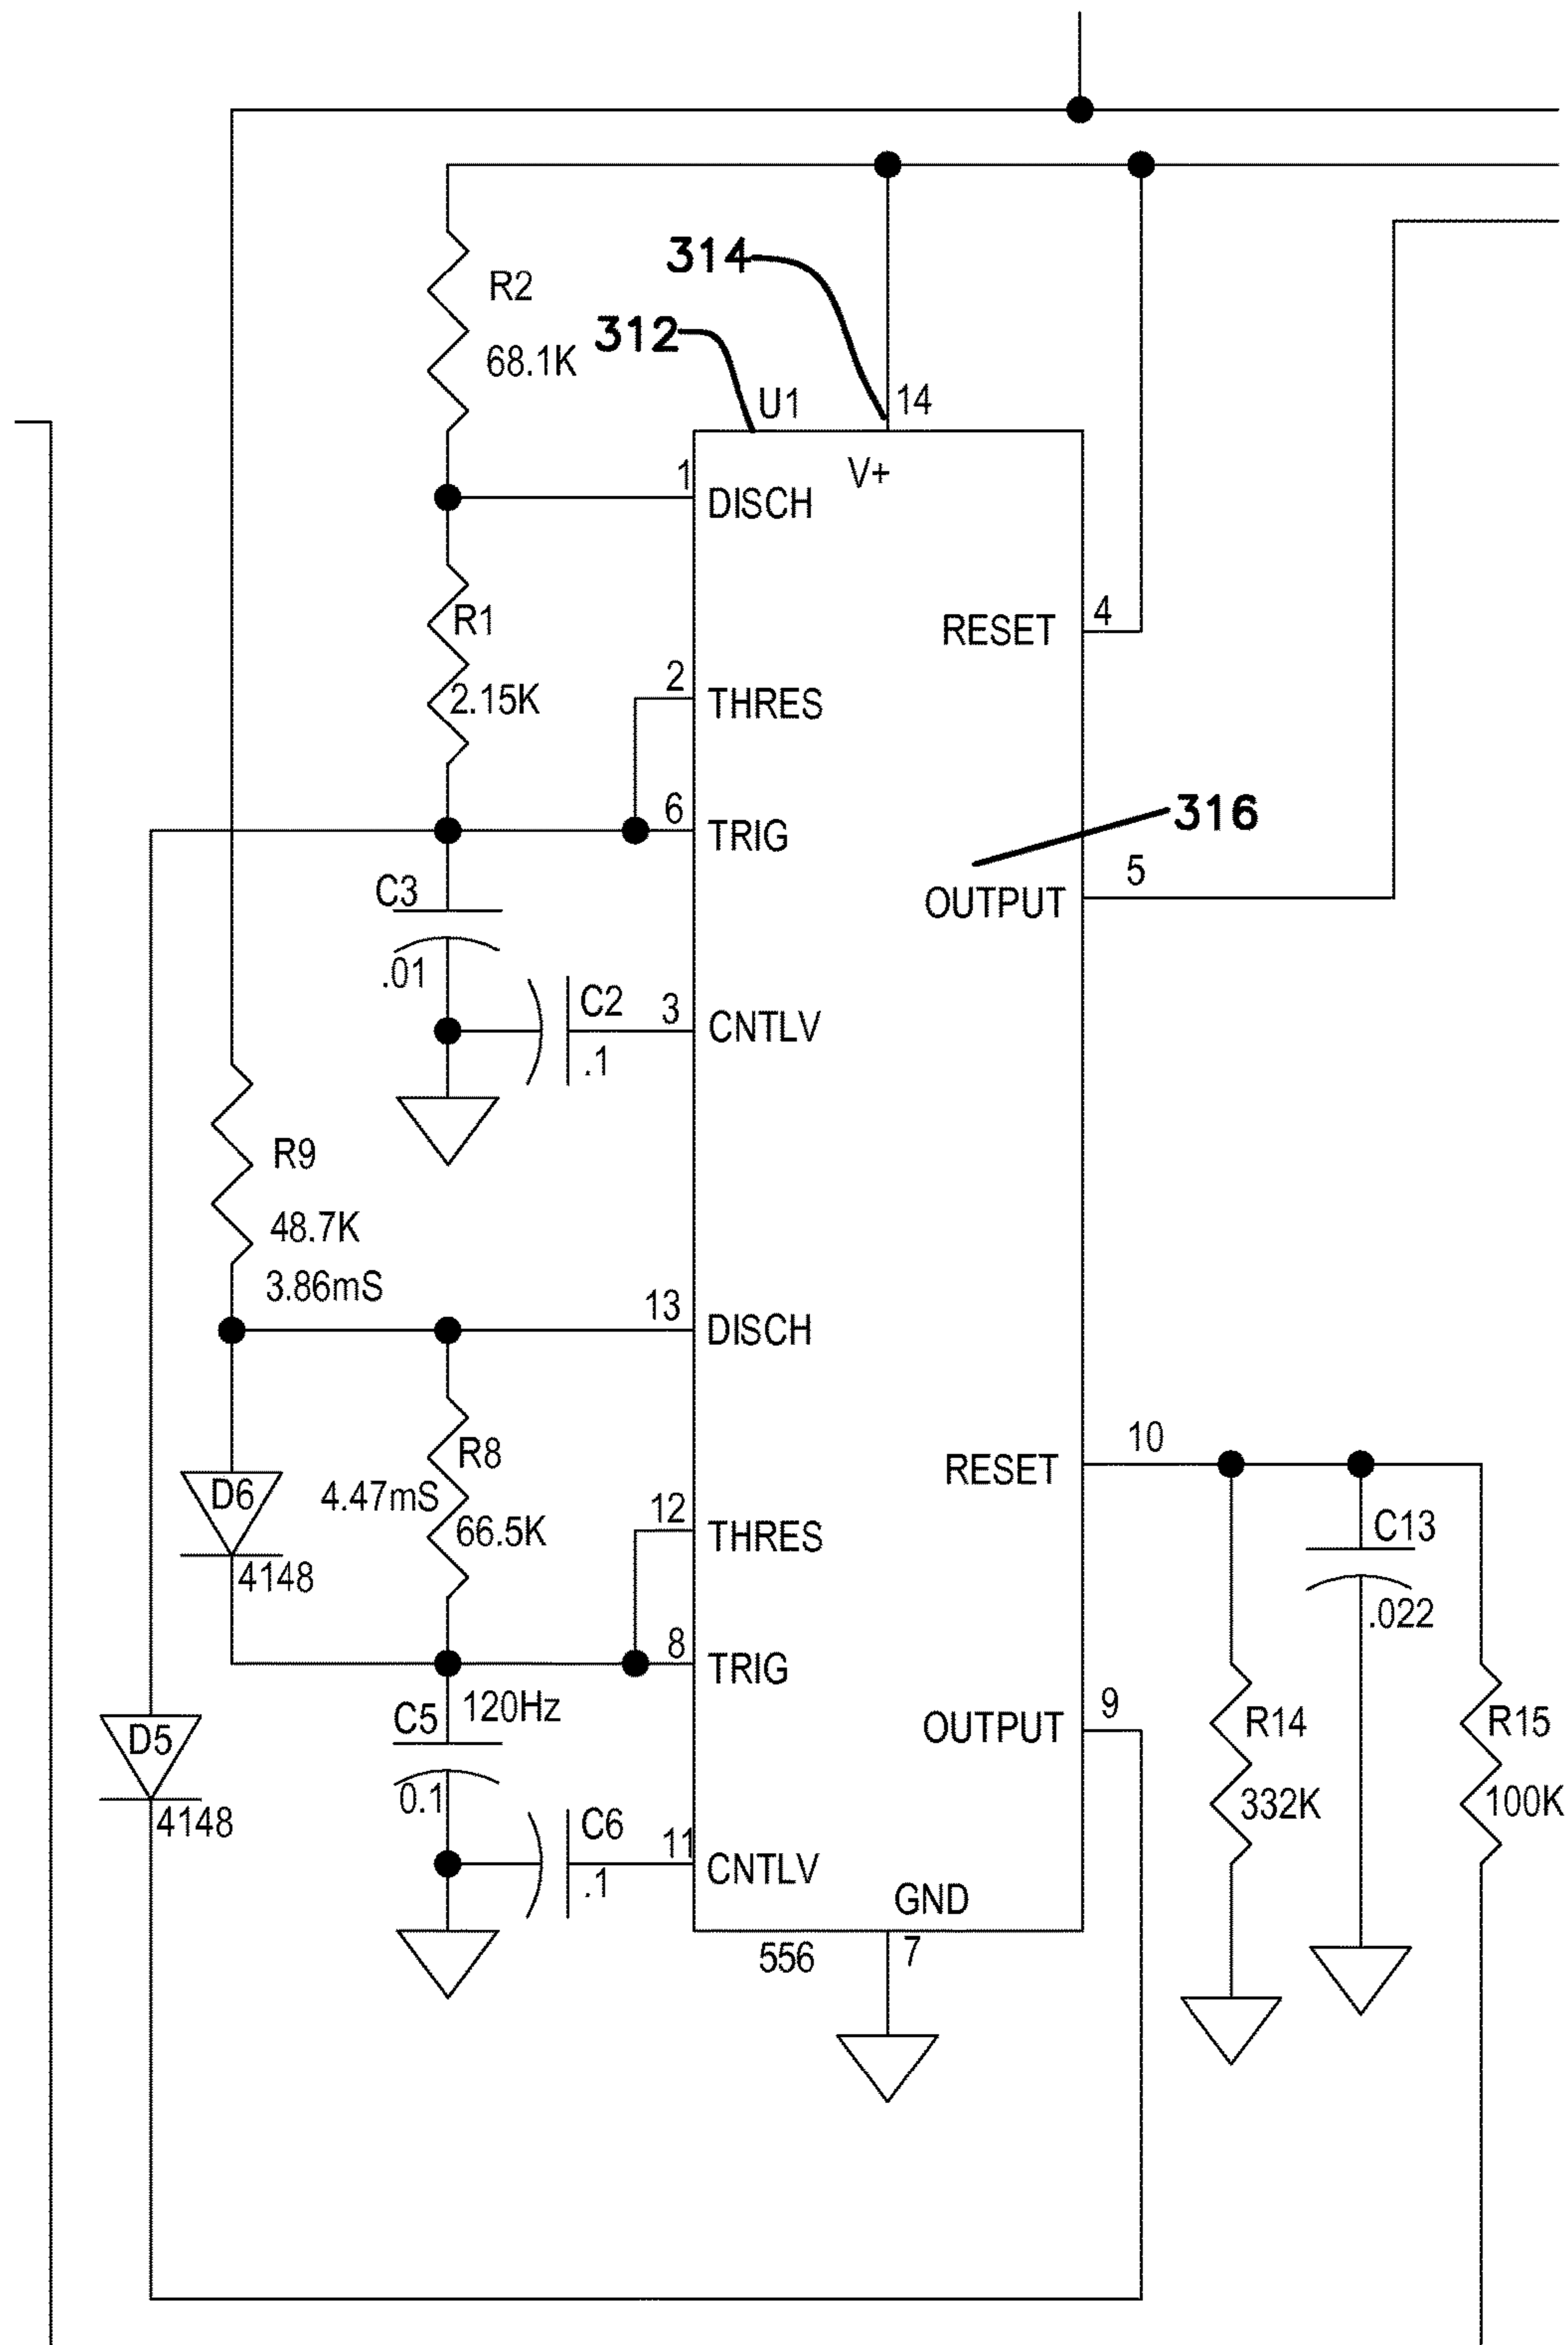 314
R2
312
68.1K
U1
14
V+
1
DISCH
R1
4
RESET
2
2.15K
THRES
6
316
TRIG
5
C3
OUTPUT
.01
C2
3
CNTLV
.1
R9
48.7K
3.86mS
13
DISCH
10
R8
RESET
D6
4.47mS
12
C13
66.5K
THRES
4148
.022
8
TRIG
120Hz
9
C5
R14
R15
OUTPUT
D5
0.1
332K
100K
4148
C6
11
CNTLV
.1
GND
556
7